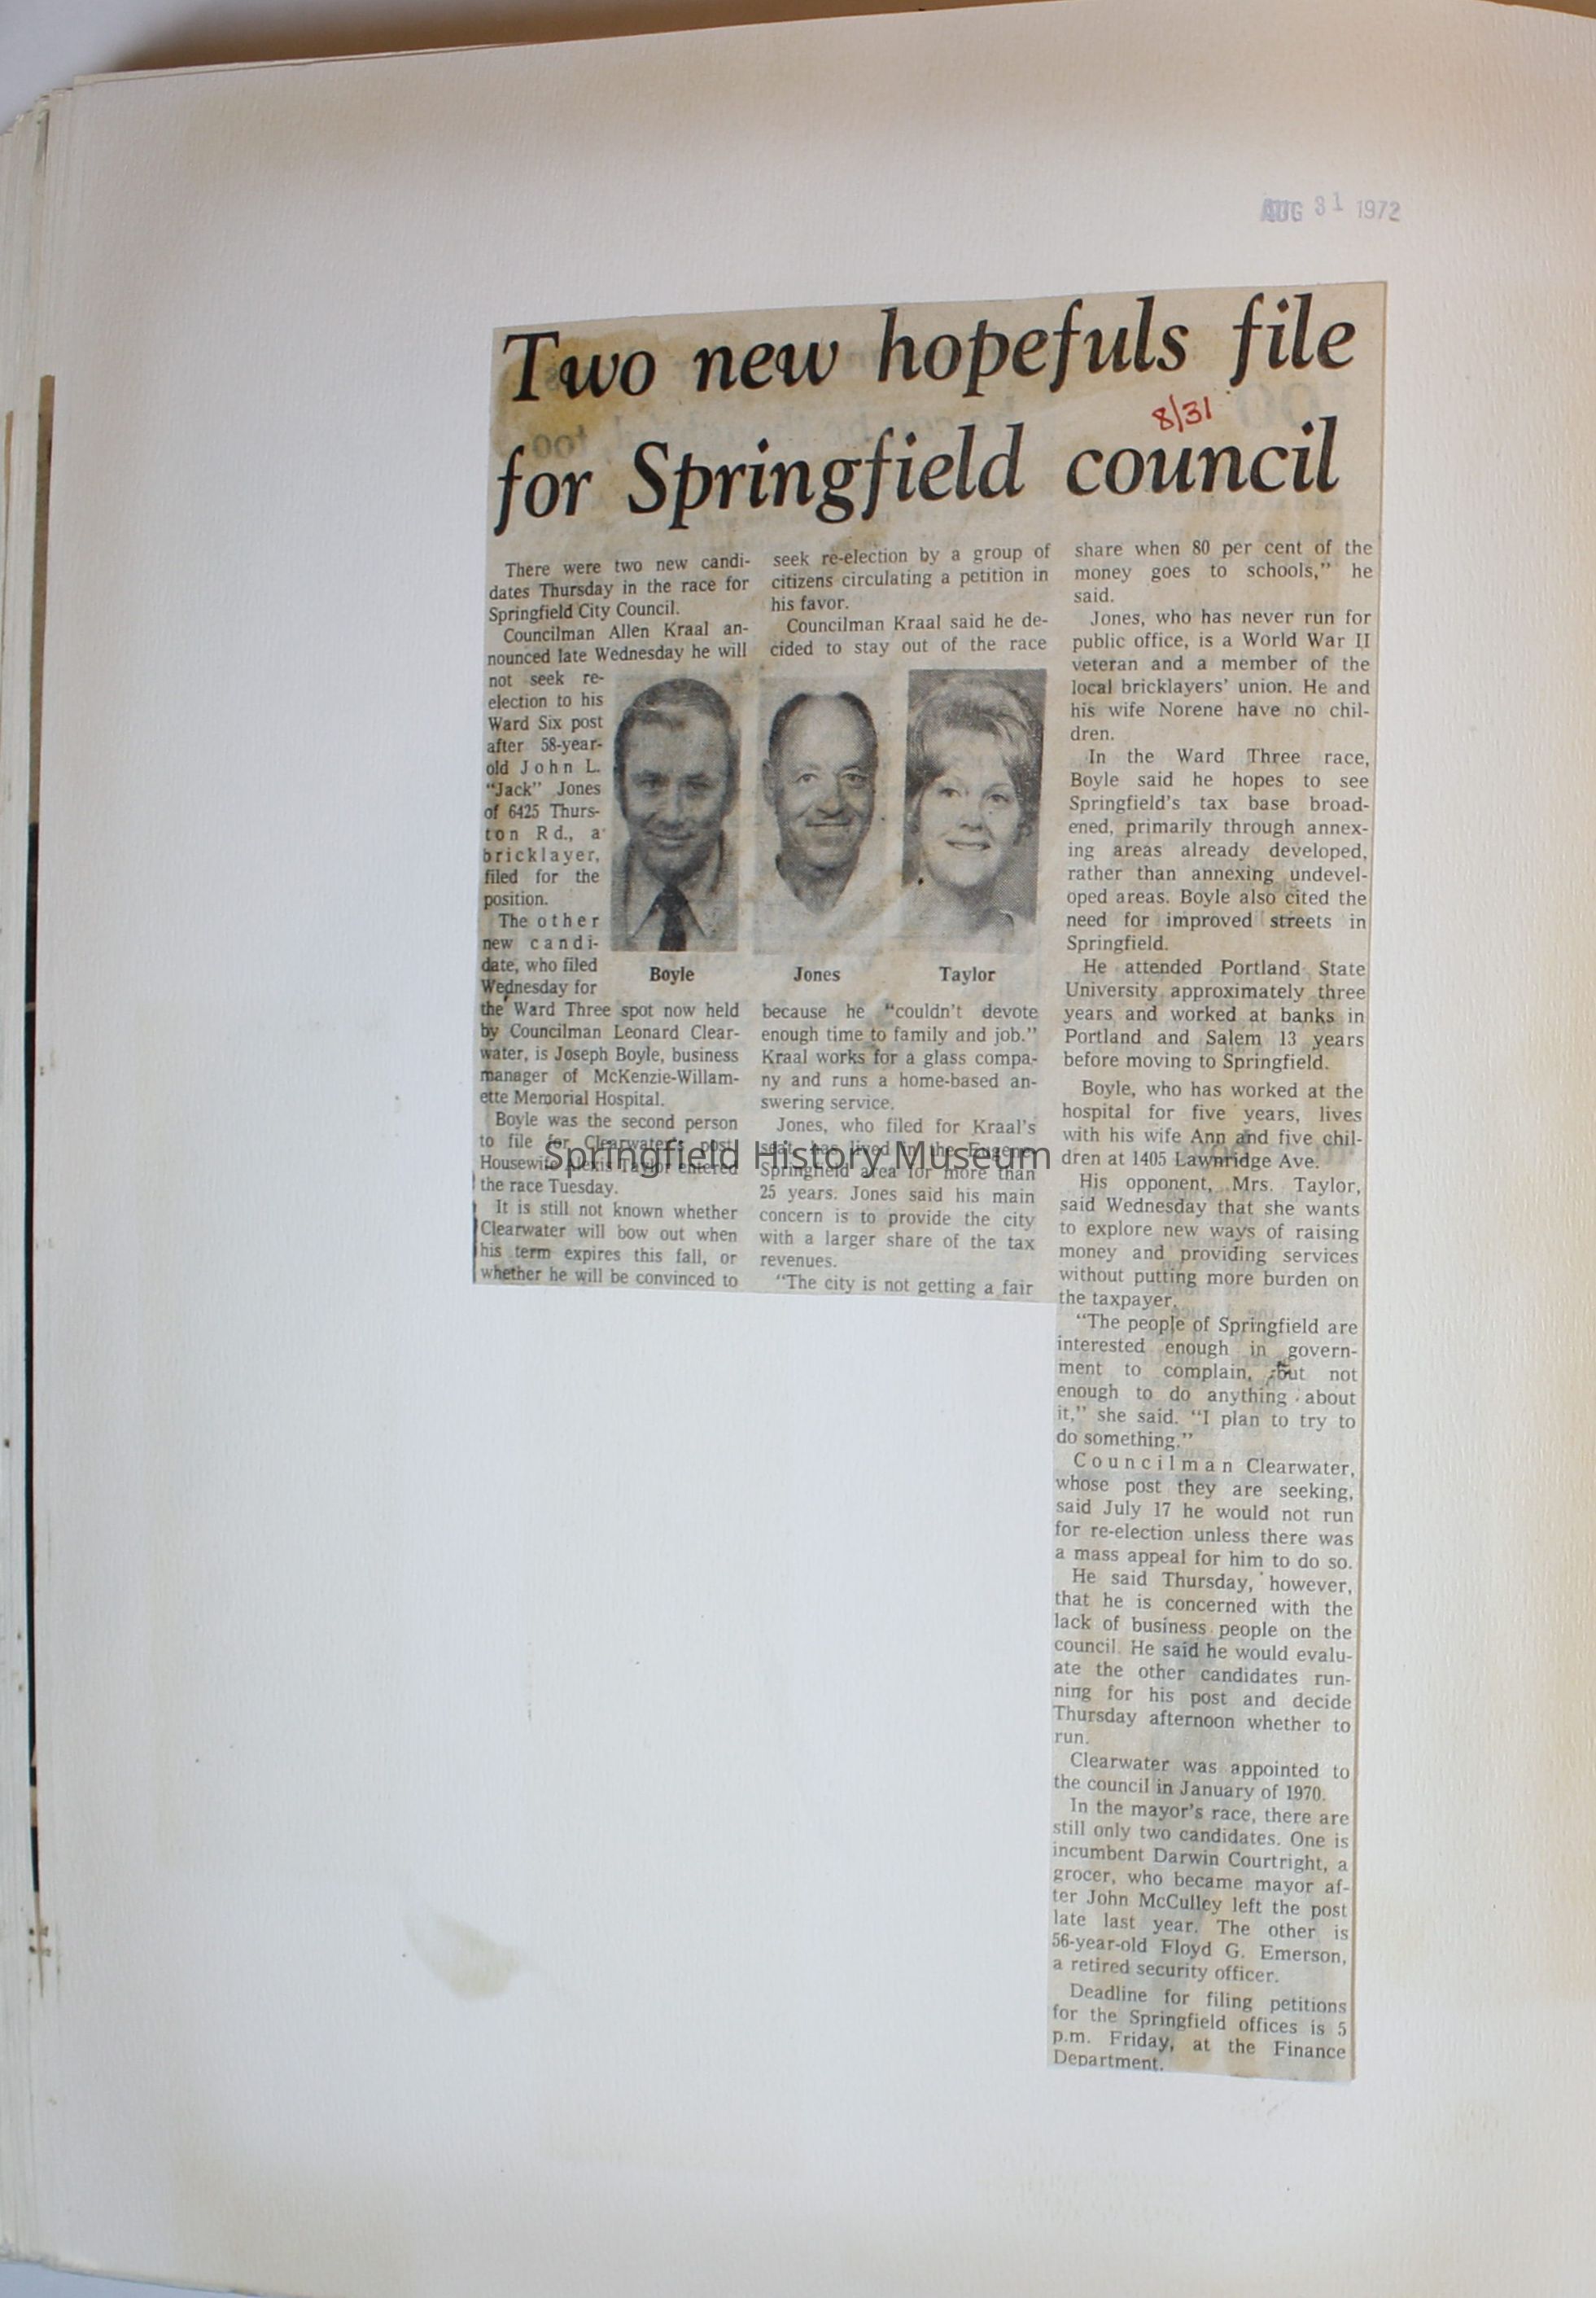 AUG 31 1972
Two new hopefuls file
8/31
for Springfield council
There were two new candi-
dates Thursday in the race for
Springfield City Council.
Councilman Allen Kraal an-
nounced late Wednesday he will
not seek re-
election to his
Ward Six post
after 58-year-
old John L.
"Jack" Jones
of 6425 Thurs-
ton Rd., a
bricklayer,
filed for the
position.
The other
new candi-
date, who filed
Wednesday for
the Ward Three spot now held
by Councilman Leonard Clear-
water, is Joseph Boyle, business
manager of McKenzie-Willam-
ette Memorial Hospital.
Boyle was the second person
to file for Clearwater's post.
Housewife Alexis Taylor entered
the race Tuesday.
It is still not known whether
Clearwater will bow out when
his term expires this fall, or
whether he will be convinced to
seek re-election by a group of
citizens circulating a petition in
his favor.
Councilman Kraal said he de-
cided to stay out of the race
Boyle
Jones
Taylor
because he "couldn't devote
enough time to family and job."
Kraal works for a glass compa-
ny and runs a home-based an-
swering service.
Jones, who filed for Kraal's
seat, has lived in the Eugene-
Springfield area for more than
25 years. Jones said his main
concern is to provide the city
with a larger share of the tax
revenues.
"The city is not getting a fair
share when 80 per cent of the
money goes to schools," he
said.
Jones, who has never run for
public office, is a World War II
veteran and a member of the
local bricklayers' union. He and
his wife Norene have no chil-
dren.
In the Ward Three race,
Boyle said he hopes to see
Springfield's tax base broad-
ened, primarily through annex-
ing areas already developed,
rather than annexing undevel-
oped areas. Boyle also cited the
need for improved streets in
Springfield.
He attended Portland State
University approximately three
years and worked at banks in
Portland and Salem 13 years
before moving to Springfield.
Boyle, who has worked at the
hospital for five years, lives
with his wife Ann and five chil-
dren at 1405 Lawnridge Ave.
His opponent, Mrs. Taylor,
said Wednesday that she wants
to explore new ways of raising
money and providing services
without putting more burden on
the taxpayer.
"The people of Springfield are
interested enough in govern-
ment to complain, but not
enough to do anything about
it," she said. "I plan to try to
do something."
Councilman Clearwater,
whose post they are seeking,
said July 17 he would not run
for re-election unless there was
a mass appeal for him to do so.
He said Thursday, however,
that he is concerned with the
lack of business people on the
council. He said he would evalu-
ate the other candidates run-
ning for his post and decide
Thursday afternoon whether to
run.
Clearwater was appointed to
the council in January of 1970.
In the mayor's race, there are
still only two candidates. One is
incumbent Darwin Courtright, a
grocer, who became mayor af-
ter John McCulley left the post
late last year. The other is
56-year-old Floyd G. Emerson,
a retired security officer.
Deadline for filing petitions
for the Springfield offices is 5
p.m. Friday, at the Finance
Department.
Springfield History Museum